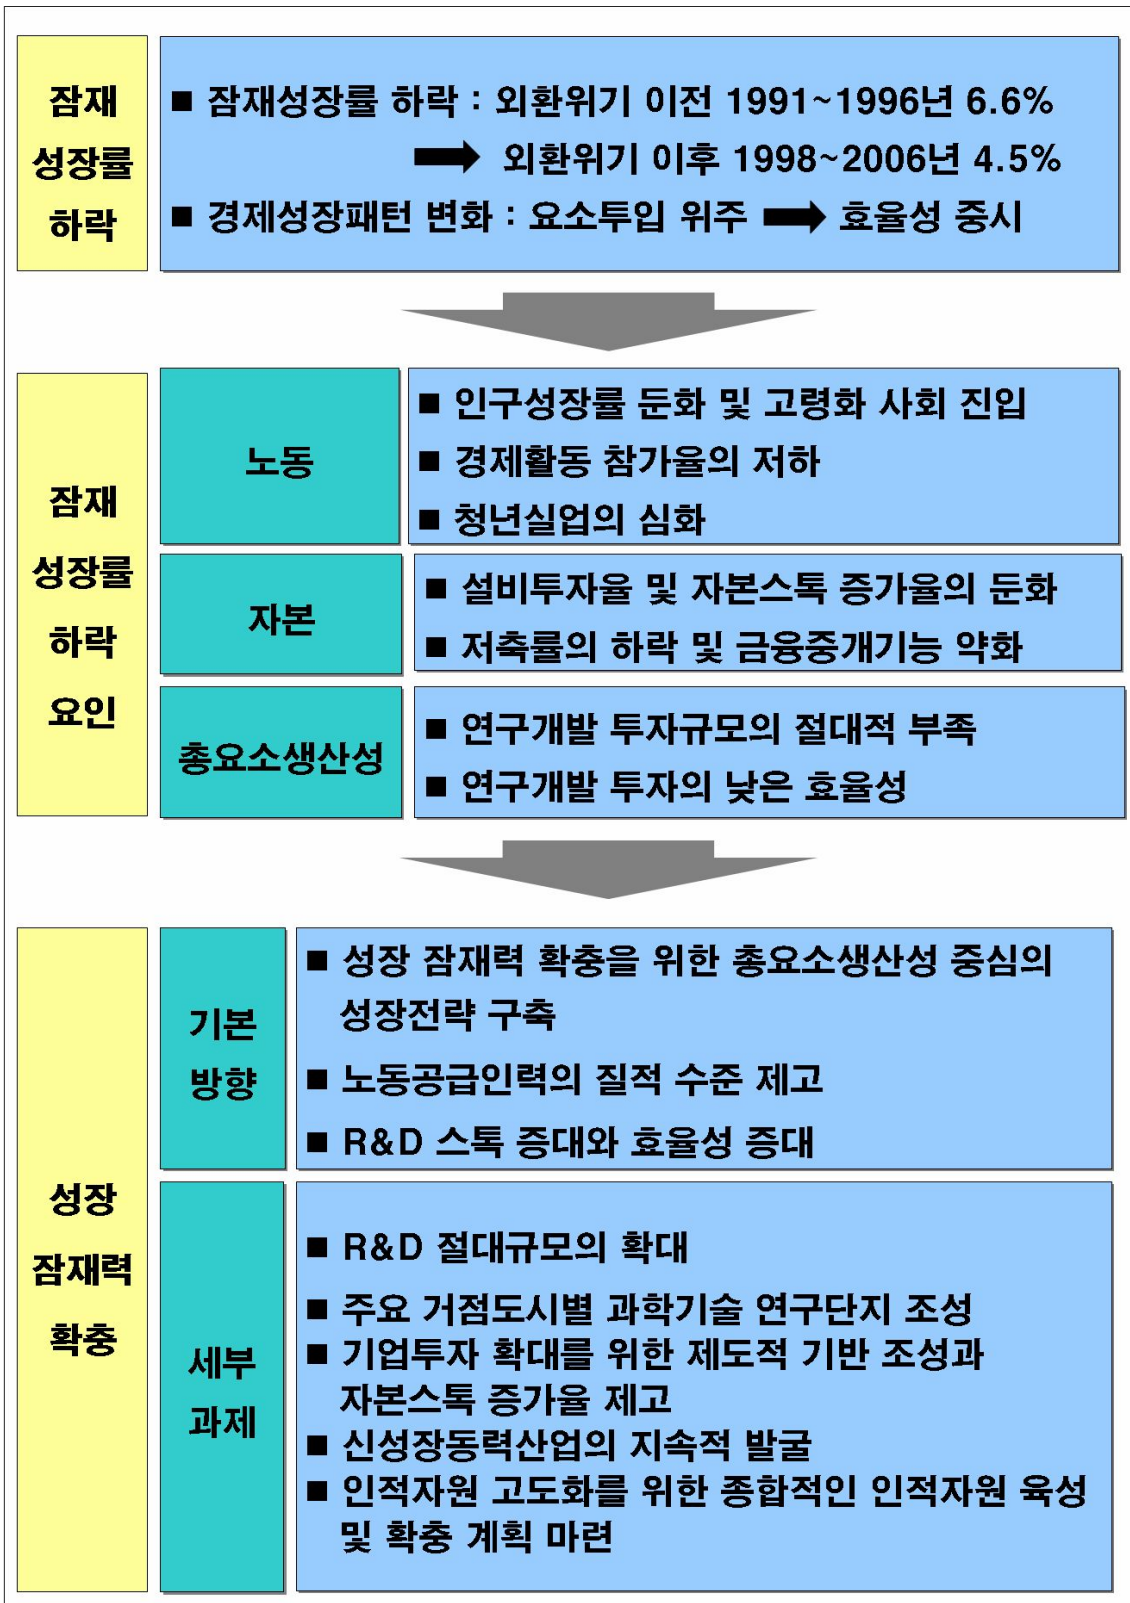 잠재
성장률
하락
■ 잠재성장률 하락 : 외환위기 이전 1991~1996년 6.6%
➡ 외환위기 이후 1998~2006년 4.5%
■ 경제성장패턴 변화 : 요소투입 위주 ➡ 효율성 중시
잠재
성장률
하락
요인
노동
■ 인구성장률 둔화 및 고령화 사회 진입
■ 경제활동 참가율의 저하
■ 청년실업의 심화
자본
■ 설비투자율 및 자본스톡 증가율의 둔화
■ 저축률의 하락 및 금융중개기능 약화
총요소생산성
■ 연구개발 투자규모의 절대적 부족
■ 연구개발 투자의 낮은 효율성
성장
잠재력
확충
기본
방향
■ 성장 잠재력 확충을 위한 총요소생산성 중심의
성장전략 구축
■ 노동공급인력의 질적 수준 제고
■ R&D 스톡 증대와 효율성 증대
세부
과제
■ R&D 절대규모의 확대
■ 주요 거점도시별 과학기술 연구단지 조성
■ 기업투자 확대를 위한 제도적 기반 조성과
자본스톡 증가율 제고
■ 신성장동력산업의 지속적 발굴
■ 인적자원 고도화를 위한 종합적인 인적자원 육성
및 확충 계획 마련